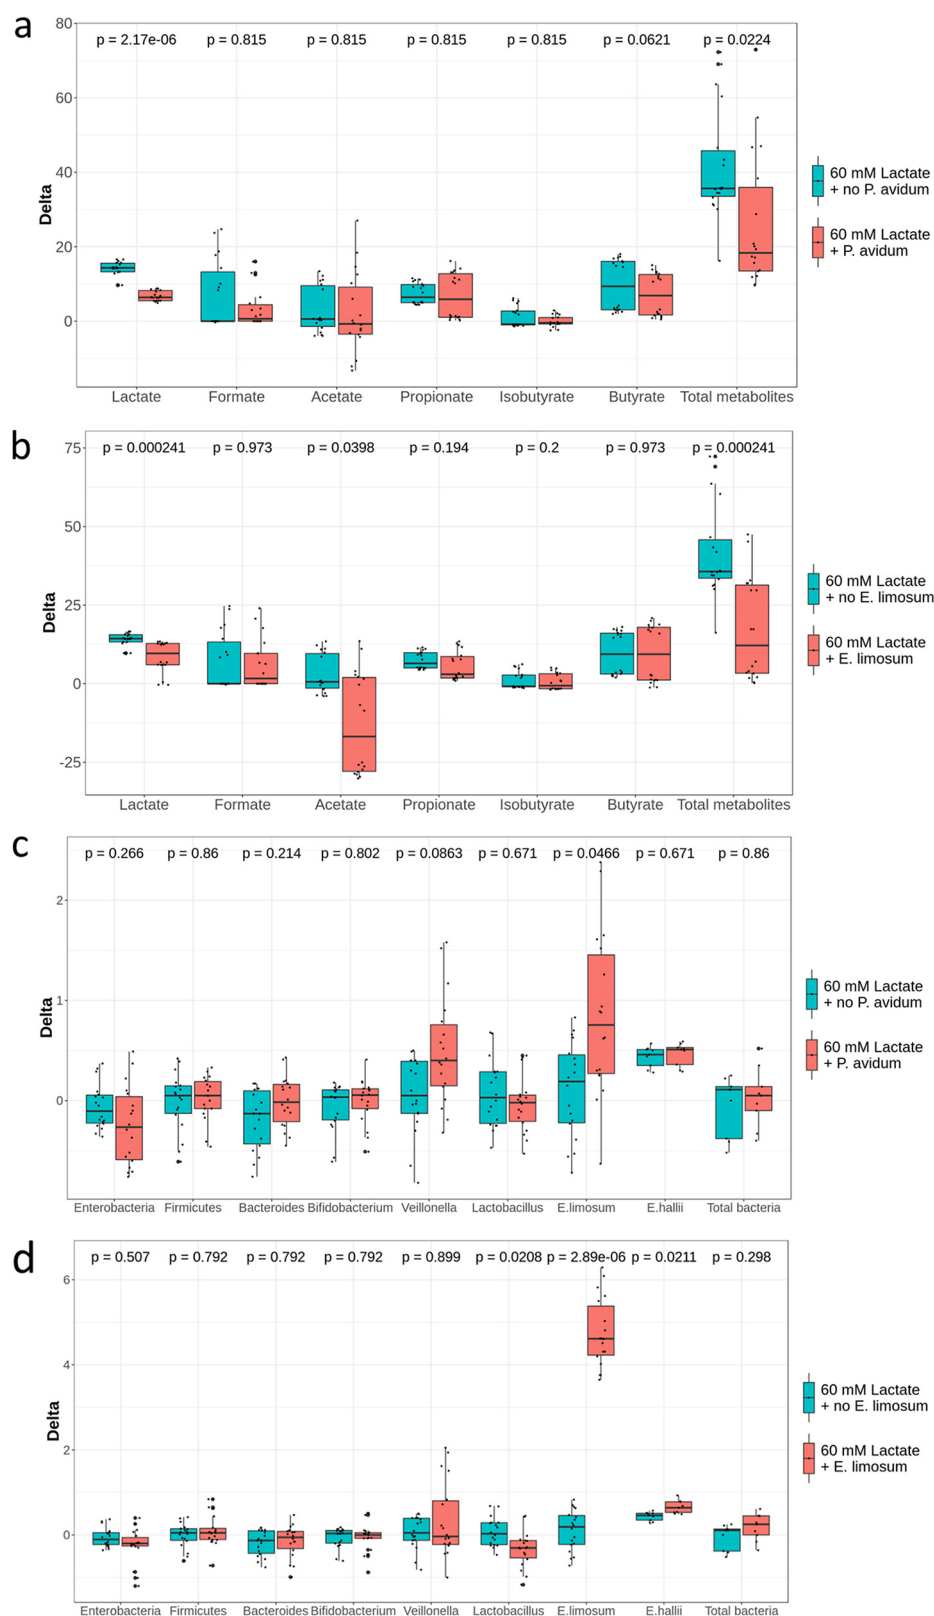 a
80
p = 2.17e-06 p = 0.815 p = 0.815 p = 0.815 p = 0.815 p = 0.0621 p = 0.0224
60
40
20
0
Delta
60 mM Lactate
+ no P. avidum
60 mM Lactate
+ P. avidum
Lactate Formate Acetate Propionate Isobutyrate Butyrate Total metabolites
b
75
p = 0.000241 p = 0.973 p = 0.0398 p = 0.194 p = 0.2 p = 0.973 p = 0.000241
50
25
0
-25
Delta
60 mM Lactate
+ no E. limosum
60 mM Lactate
+ E. limosum
Lactate Formate Acetate Propionate Isobutyrate Butyrate Total metabolites
c
p = 0.266 p = 0.86 p = 0.214 p = 0.802 p = 0.0863 p = 0.671 p = 0.0466 p = 0.671 p = 0.86
2
1
0
Delta
60 mM Lactate
+ no P. avidum
60 mM Lactate
+ P. avidum
Enterobacteria Firmicutes Bacteroides Bifidobacterium Veillonella Lactobacillus E.limosum E.hallii Total bacteria
d
p = 0.507 p = 0.792 p = 0.792 p = 0.792 p = 0.899 p = 0.0208 p = 2.89e-06 p = 0.0211 p = 0.298
6
4
2
0
Delta
60 mM Lactate
+ no E. limosum
60 mM Lactate
+ E. limosum
Enterobacteria Firmicutes Bacteroides Bifidobacterium Veillonella Lactobacillus E.limosum E.hallii Total bacteria